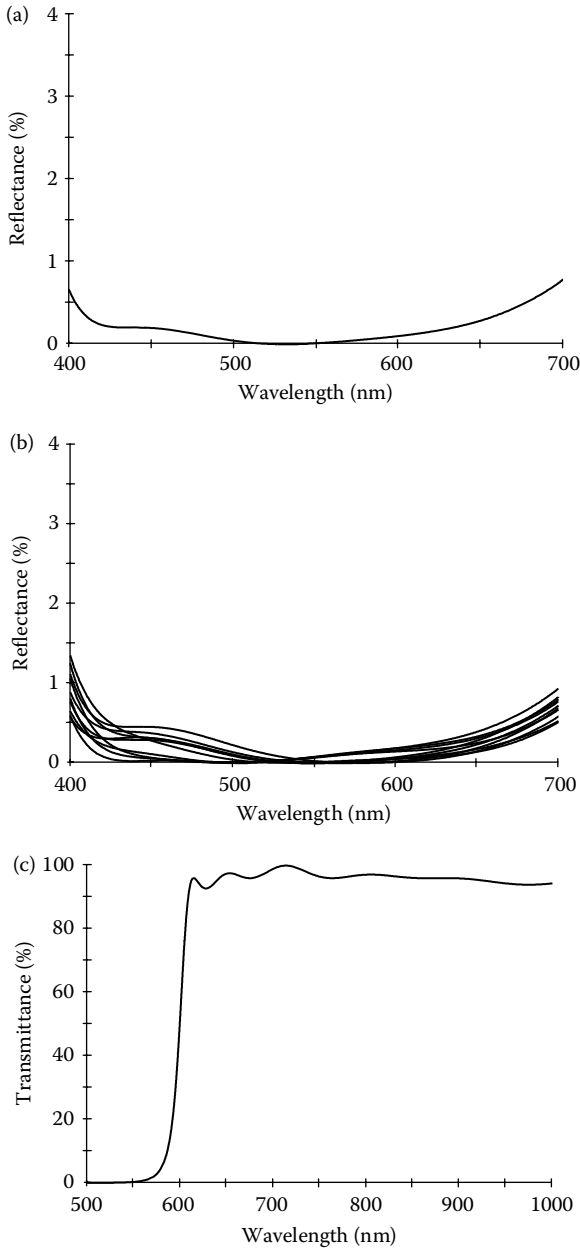 (a)
4
3
2
1
0
Reflectance (%)
400 500 600 700
Wavelength (nm)
(b)
4
3
2
1
0
Reflectance (%)
400 500 600 700
Wavelength (nm)
(c)
100
80
60
40
20
0
Transmittance (%)
500 600 700 800 900 1000
Wavelength (nm)